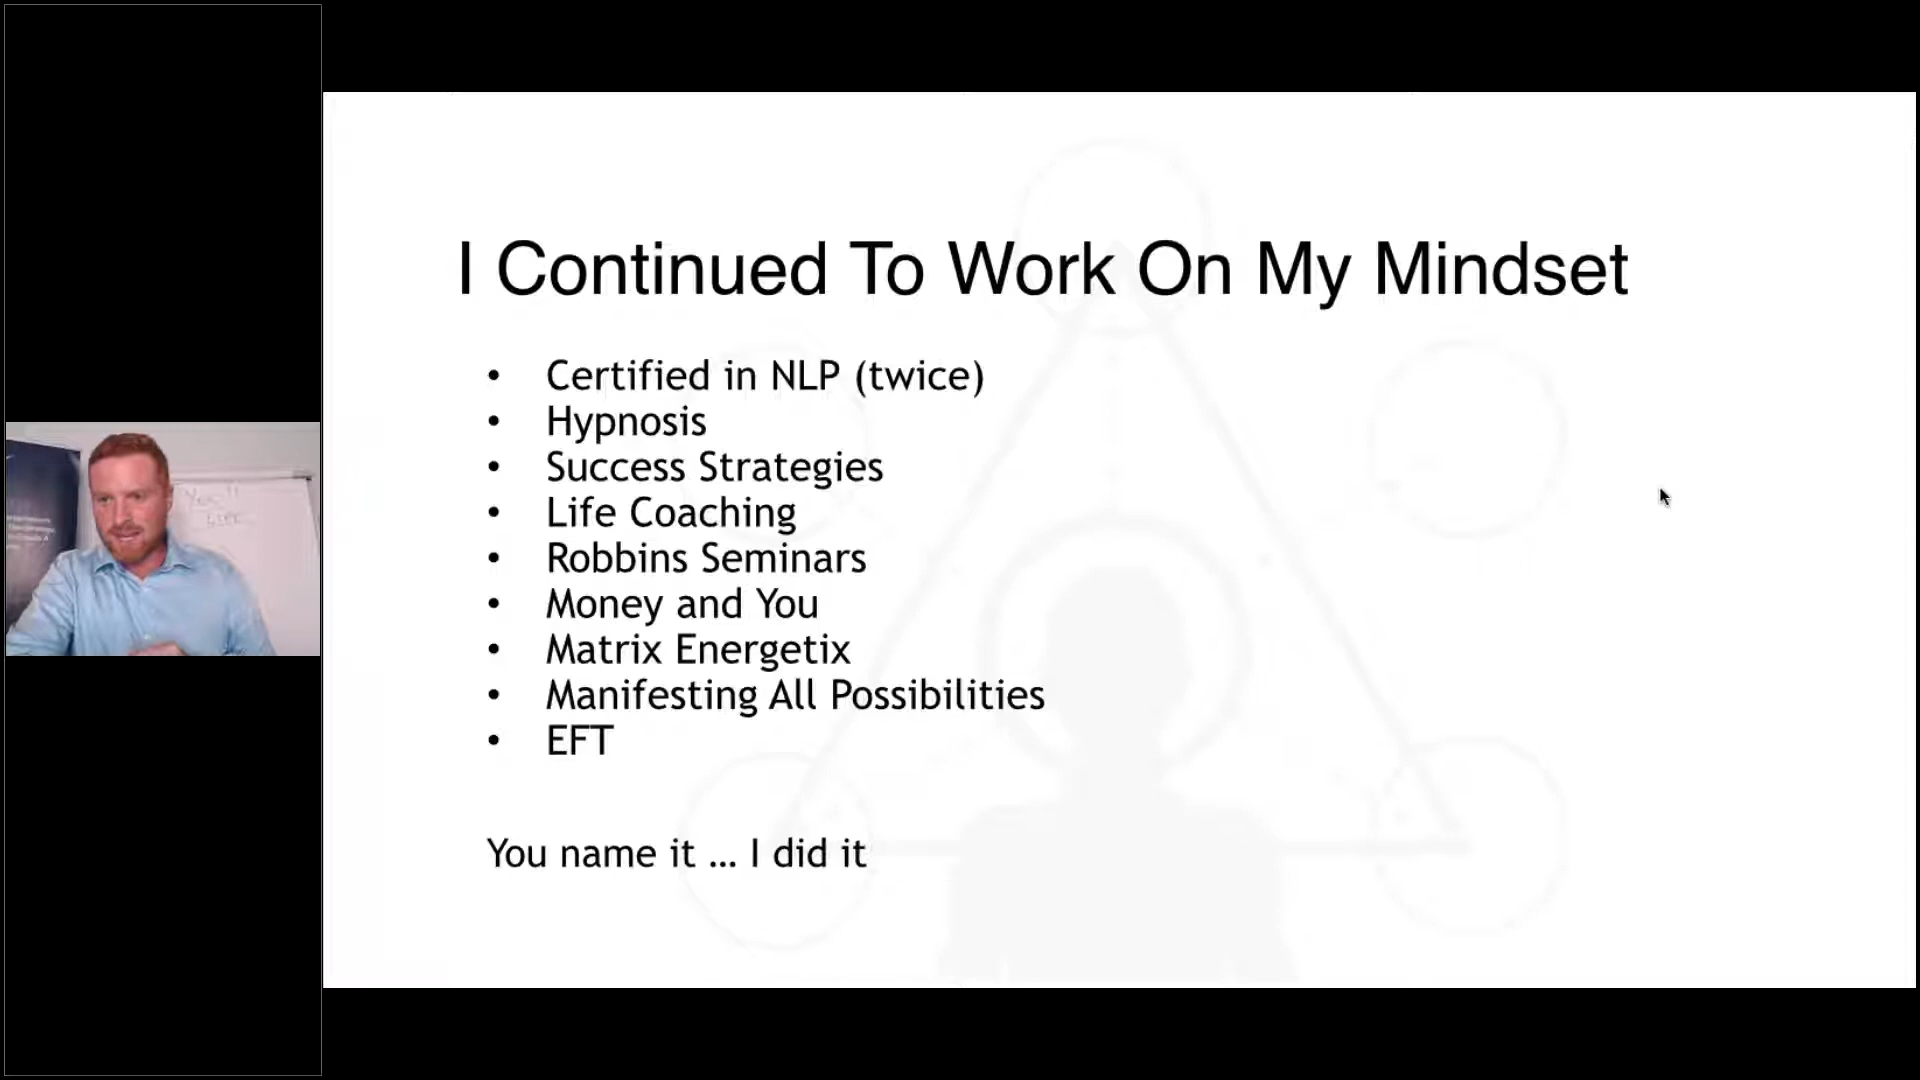 I Continued To Work On My Mindset
• Certified in NLP (twice)
• Hypnosis
• Success Strategies
• Life Coaching
• Robbins Seminars
• Money and You
• Matrix Energetix
• Manifesting All Possibilities
• EFT
You name it ... I did it